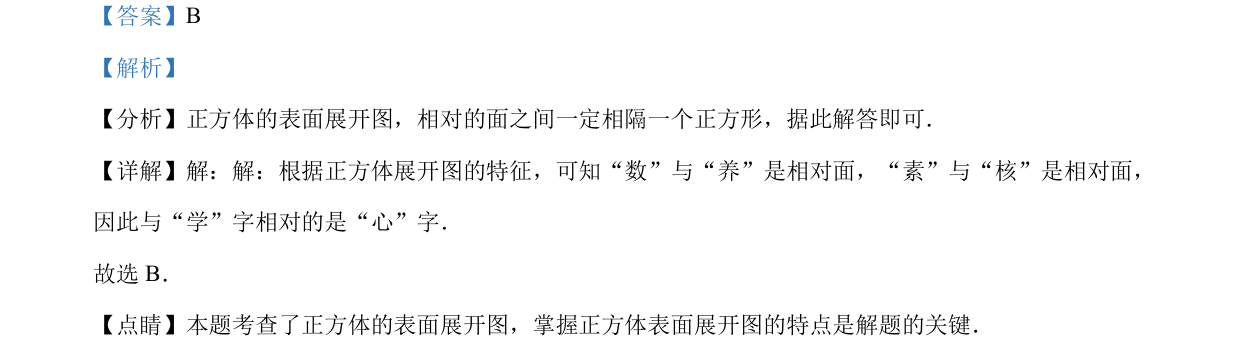 【答案】B
【解析】
【分析】正方体的表面展开图，相对的面之间一定相隔一个正方形，据此解答即可．
【详解】解：解：根据正方体展开图的特征，可知“数”与“养”是相对面，“素”与“核”是相对面，
因此与“学”字相对的是“心”字．
故选 B．
【点睛】本题考查了正方体的表面展开图，掌握正方体表面展开图的特点是解题的关键．